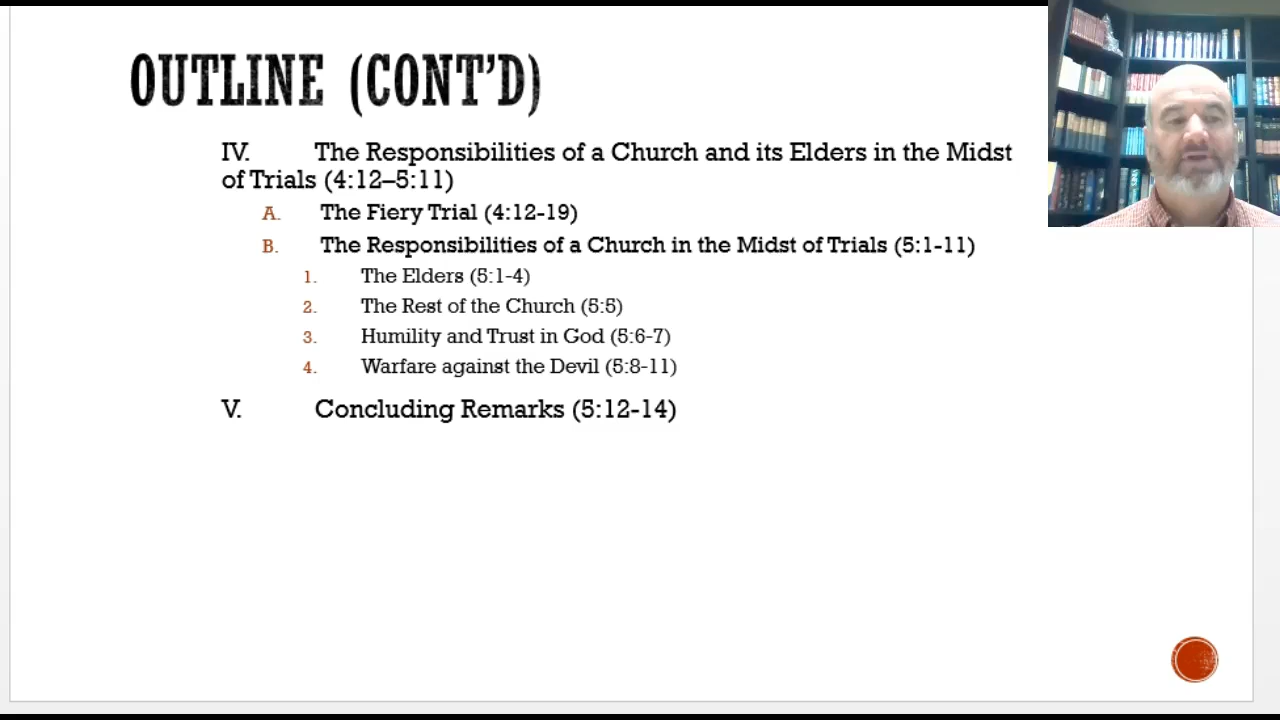 OUTLINE (CONT'D)
IV. The Responsibilities of a Church and its Elders in the Midst
of Trials (4:12–5:11)
A. The Fiery Trial (4:12-19)
B. The Responsibilities of a Church in the Midst of Trials (5:1-11)
1. The Elders (5:1-4)
2. The Rest of the Church (5:5)
3. Humility and Trust in God (5:6-7)
4. Warfare against the Devil (5:8-11)
V. Concluding Remarks (5:12-14)